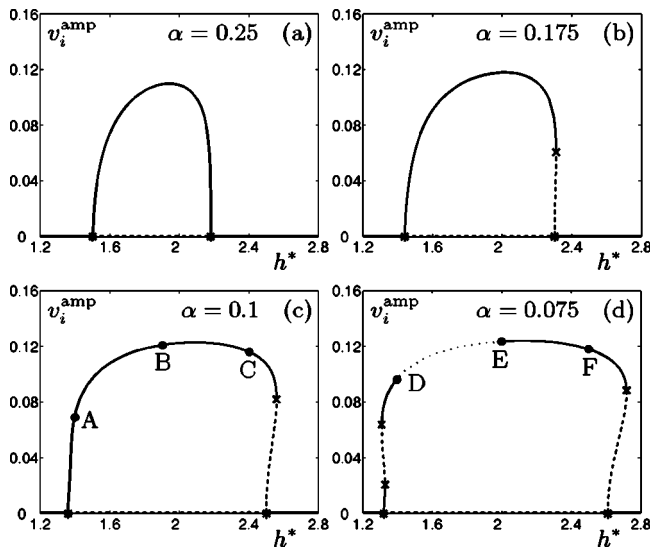 v_i^amp α = 0.25 (a)
0.12
0.08
0.04
0
1.2 1.6 2 2.4 2.8
h*
v_i^amp α = 0.175 (b)
0.16
0.12
0.08
0.04
0
1.2 1.6 2 2.4 2.8
h*
v_i^amp α = 0.1 (c)
0.12
0.08
0.04
0
A
B
C
1.2 1.6 2 2.4 2.8
h*
v_i^amp α = 0.075 (d)
0.16
0.12
0.08
0.04
0
D
E
F
1.2 1.6 2 2.4 2.8
h*